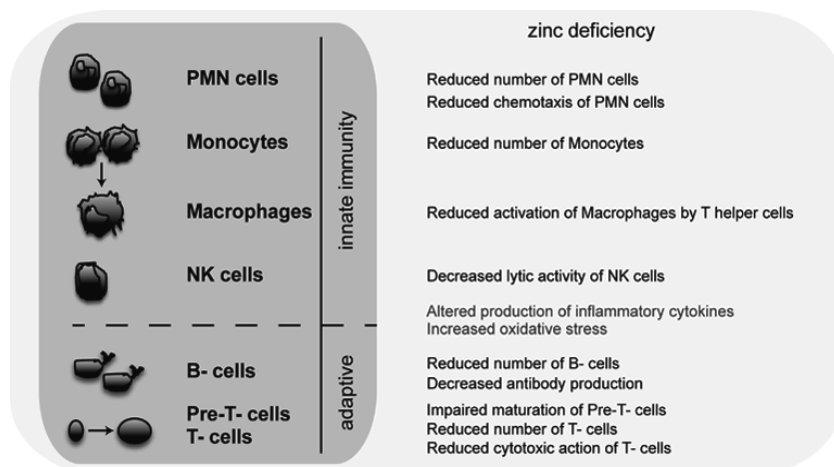 zinc deficiency
PMN cells
Reduced number of PMN cells
Reduced chemotaxis of PMN cells
Monocytes
Reduced number of Monocytes
Macrophages
Reduced activation of Macrophages by T helper cells
NK cells
Decreased lytic activity of NK cells
innate immunity
Altered production of inflammatory cytokines
Increased oxidative stress
B- cells
Reduced number of B- cells
Decreased antibody production
Pre-T- cells
T- cells
adaptive
Impaired maturation of Pre-T- cells
Reduced number of T- cells
Reduced cytotoxic action of T- cells